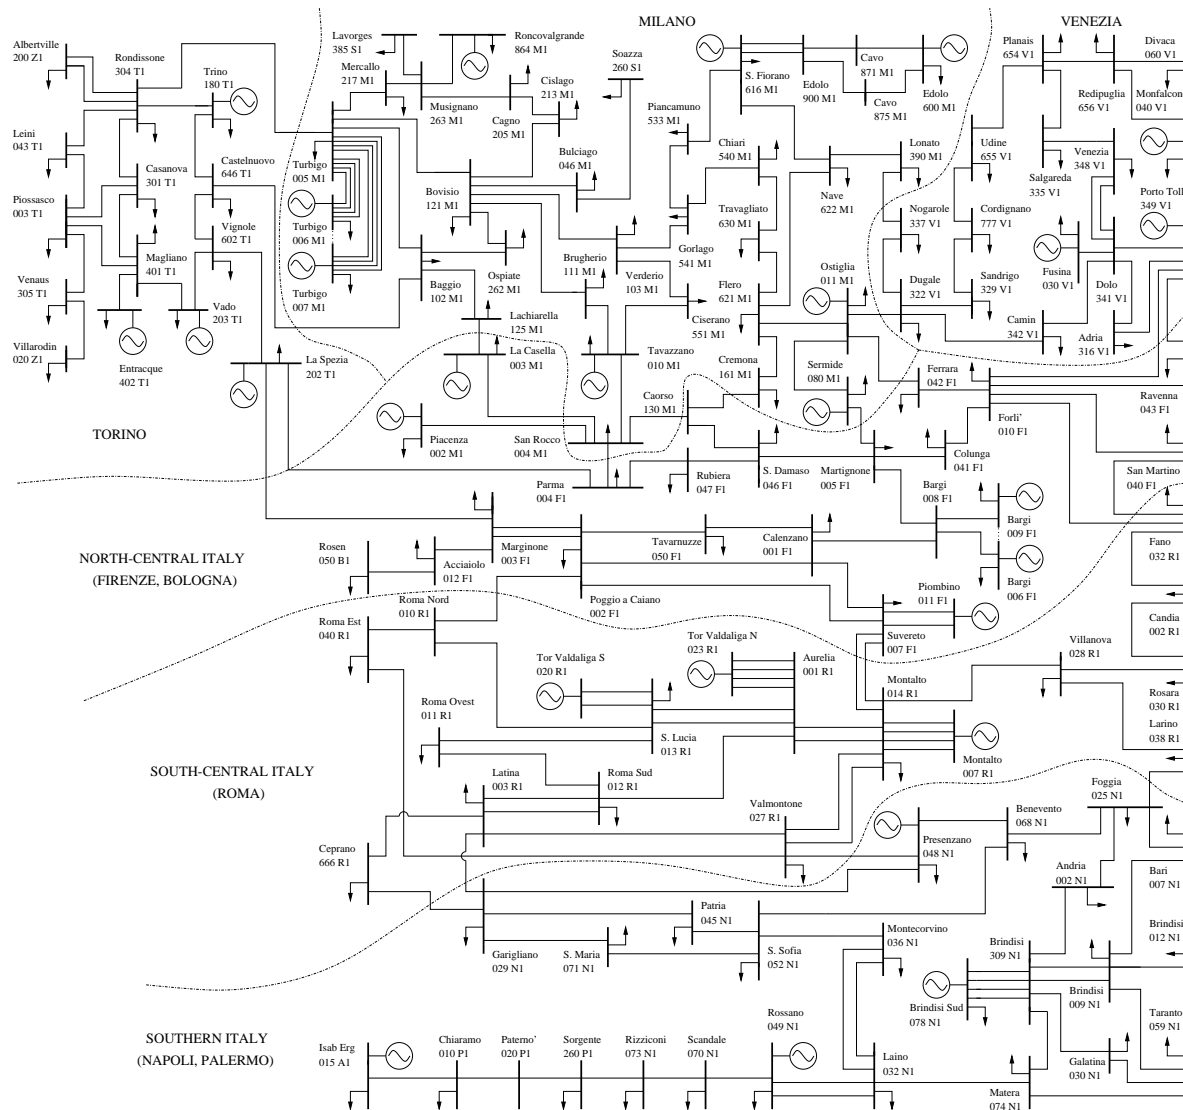 MILANO
VENEZIA
Albertville
200 Z1
Rondissone
304 T1
Trino
180 T1
Leini
043 T1
Casanova
301 T1
Castelnuovo
646 T1
Piossasco
003 T1
Vignole
602 T1
Magliano
401 T1
Venaus
305 T1
Vado
203 T1
Villarodin
020 Z1
Entracque
402 T1
La Spezia
202 T1
TORINO
Lavorges
385 S1
Mercallo
217 M1
Roncovalgrande
864 M1
Soazza
260 S1
Cislago
213 M1
Musignano
263 M1
Cagno
205 M1
Piancamuno
533 M1
Bulciago
046 M1
Turbigo
005 M1
Bovisio
121 M1
Turbigo
006 M1
Turbigo
007 M1
Baggio
102 M1
Ospiate
262 M1
Brugherio
111 M1
Verderio
103 M1
Gorlago
541 M1
Lachiarella
125 M1
La Casella
003 M1
Tavazzano
010 M1
Piacenza
002 M1
San Rocco
004 M1
Parma
004 F1
Caorso
130 M1
Rubiera
047 F1
S. Fiorano
616 M1
Edolo
900 M1
Cavo
871 M1
Cavo
875 M1
Edolo
600 M1
Chiari
540 M1
Travagliato
630 M1
Nave
622 M1
Lonato
390 M1
Nogarole
337 V1
Flero
621 M1
Ostiglia
011 M1
Dugale
322 V1
Ciserano
551 M1
Cremona
161 M1
Sermide
080 M1
Ferrara
042 F1
S. Damaso
046 F1
Martignone
005 F1
Colunga
041 F1
Forli'
010 F1
Planais
654 V1
Divaca
060 V1
Redipuglia
656 V1
Monfalcone
040 V1
Udine
655 V1
Venezia
348 V1
Salgareda
335 V1
Porto Toll
349 V1
Cordignano
777 V1
Sandrigo
329 V1
Fusina
030 V1
Dolo
341 V1
Camin
342 V1
Adria
316 V1
Ravenna
043 F1
San Martino
040 F1
Bargi
008 F1
Bargi
009 F1
Bargi
006 F1
Fano
032 R1
Candia
002 R1
NORTH-CENTRAL ITALY
(FIRENZE, BOLOGNA)
Rosen
050 B1
Acciaiolo
012 F1
Marginone
003 F1
Tavarnuzze
050 F1
Calenzano
001 F1
Poggio a Caiano
002 F1
Piombino
011 F1
Suvereto
007 F1
Roma Nord
010 R1
Roma Est
040 R1
Tor Valdaliga S
020 R1
Tor Valdaliga N
023 R1
Aurelia
001 R1
Montalto
014 R1
Villanova
028 R1
Rosara
030 R1
Larino
038 R1
Roma Ovest
011 R1
S. Lucia
013 R1
Montalto
007 R1
SOUTH-CENTRAL ITALY
(ROMA)
Latina
003 R1
Roma Sud
012 R1
Valmontone
027 R1
Ceprano
666 R1
Presenzano
048 N1
Benevento
068 N1
Foggia
025 N1
Andria
002 N1
Bari
007 N1
Patria
045 N1
Garigliano
029 N1
S. Maria
071 N1
S. Sofia
052 N1
Montecorvino
036 N1
Brindisi
309 N1
Brindisi
012 N1
Brindisi Sud
078 N1
Brindisi
009 N1
Taranto
059 N1
Galatina
030 N1
SOUTHERN ITALY
(NAPOLI, PALERMO)
Isab Erg
015 A1
Chiaramo
010 P1
Paterno'
020 P1
Sorgente
260 P1
Rizziconi
073 N1
Scandale
070 N1
Rossano
049 N1
Laino
032 N1
Matera
074 N1